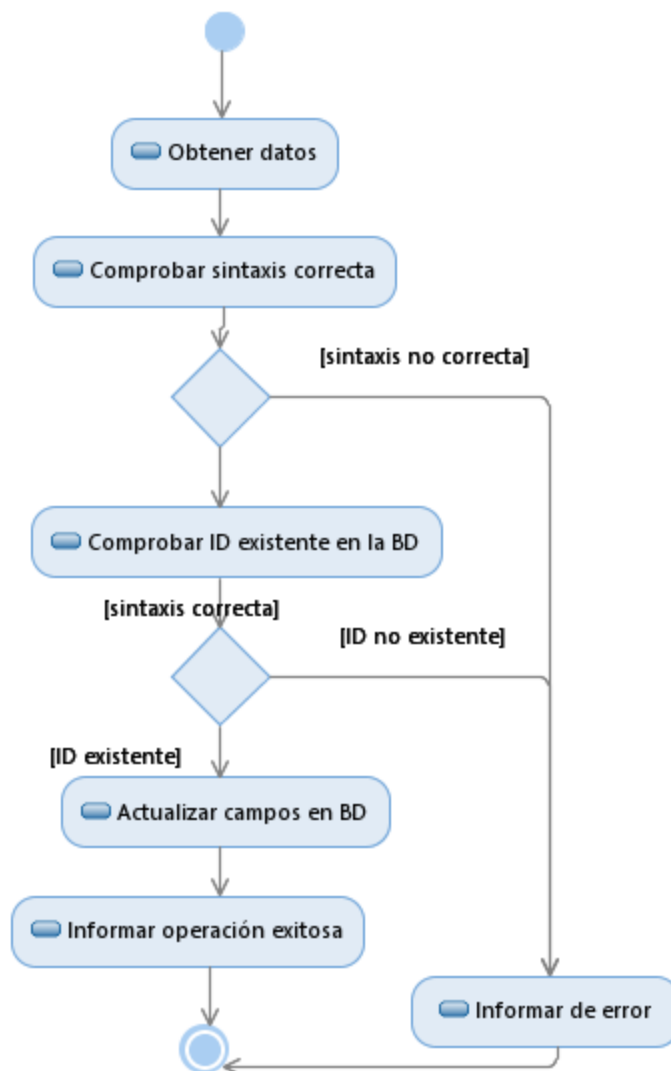 Obtener datos
Comprobar sintaxis correcta
[sintaxis no correcta]
Comprobar ID existente en la BD
[sintaxis correcta]
[ID no existente]
[ID existente]
Actualizar campos en BD
Informar operación exitosa
Informar de error